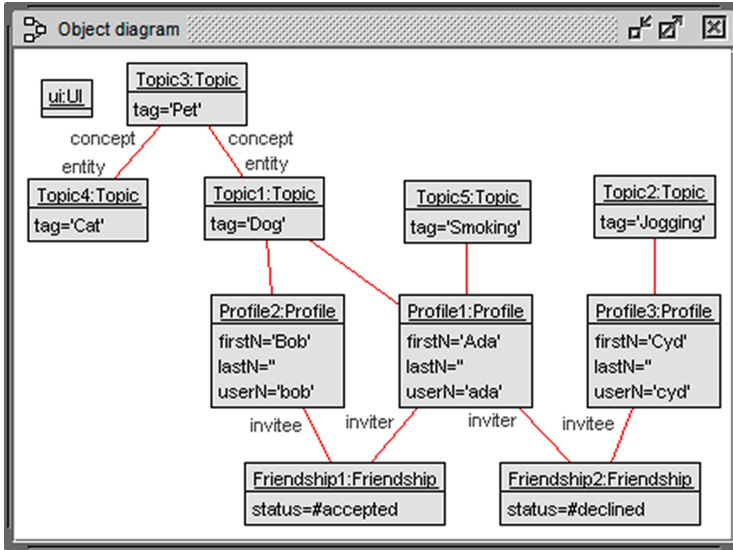 Object diagram
ui:UI
Topic3:Topic
tag='Pet'
concept
concept
entity
entity
Topic4:Topic
tag='Cat'
Topic1:Topic
tag='Dog'
Topic5:Topic
tag='Smoking'
Topic2:Topic
tag='Jogging'
Profile2:Profile
firstN='Bob'
lastN=''
userN='bob'
Profile1:Profile
firstN='Ada'
lastN=''
userN='ada'
Profile3:Profile
firstN='Cyd'
lastN=''
userN='cyd'
invitee
inviter
inviter
invitee
Friendship1:Friendship
status=#accepted
Friendship2:Friendship
status=#declined